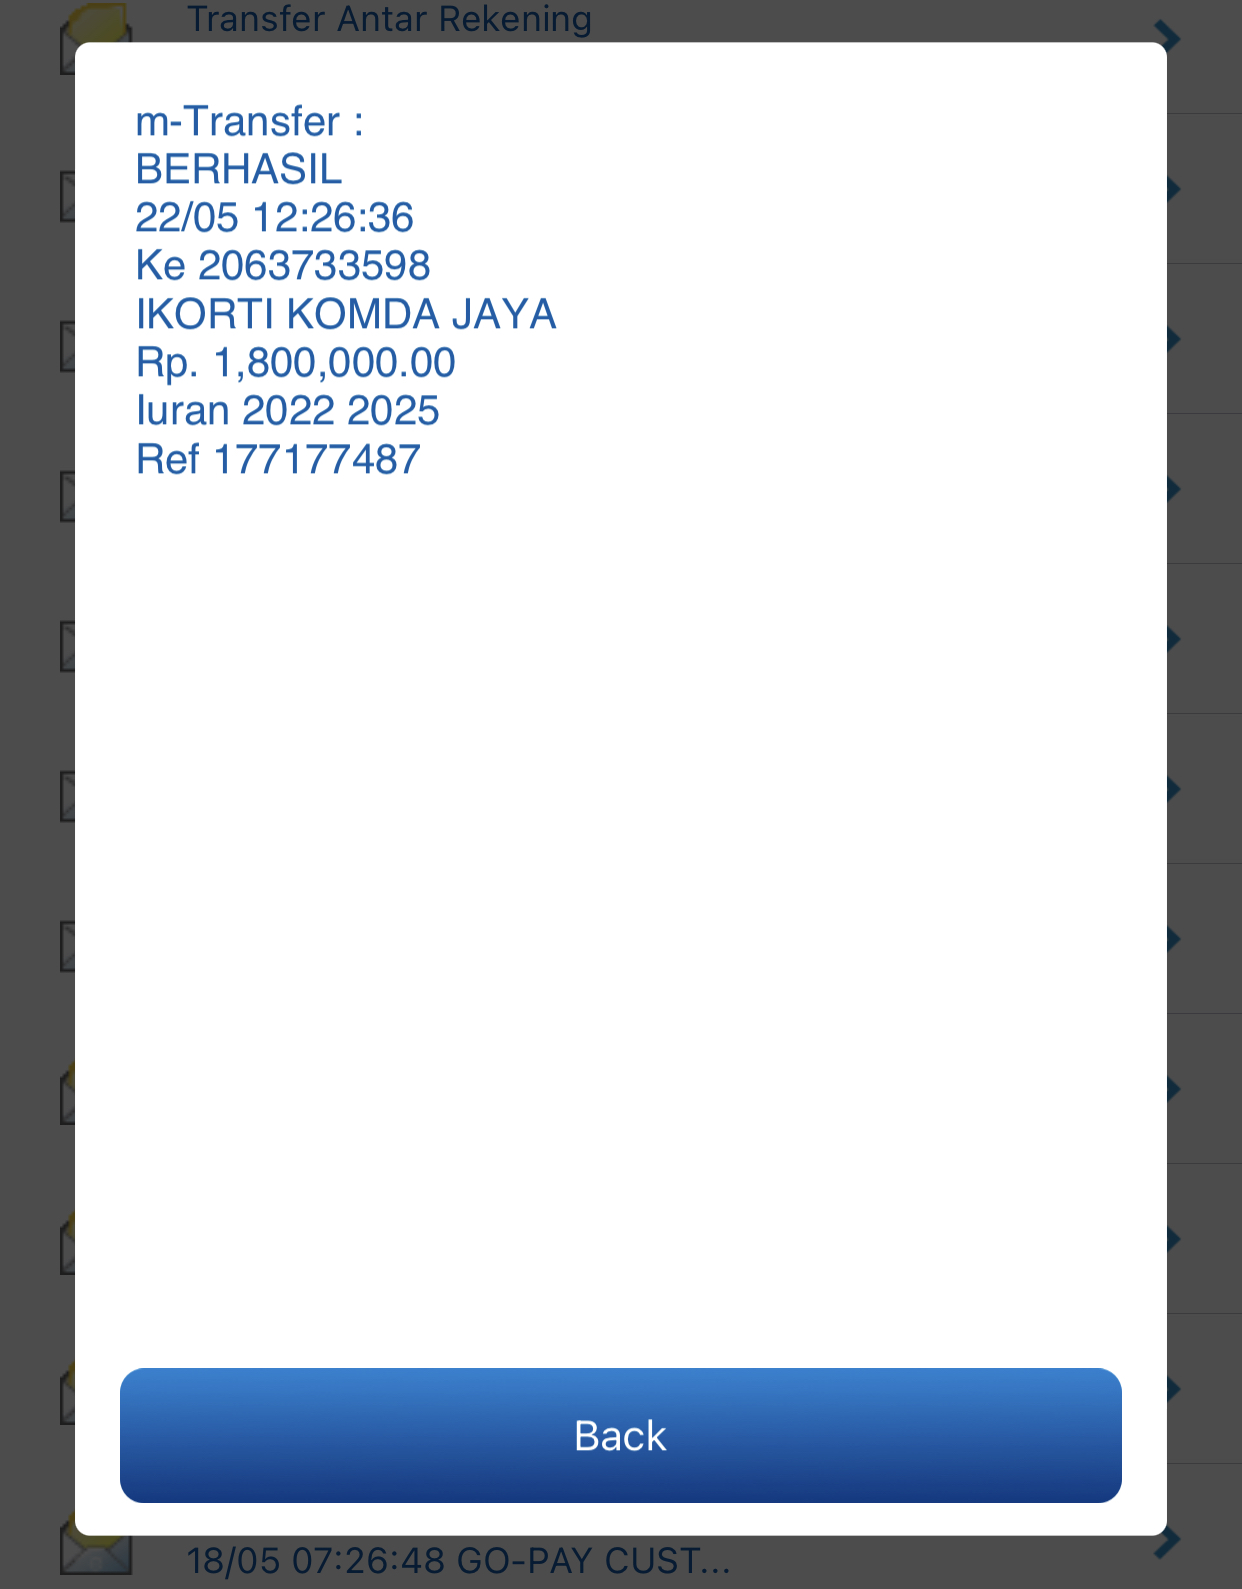 Transfer Antar Rekening
m-Transfer :
BERHASIL
22/05 12:26:36
Ke 2063733598
IKORTI KOMDA JAYA
Rp. 1,800,000.00
Iuran 2022 2025
Ref 177177487
Back
18/05 07:26:48 GO-PAY CUST...